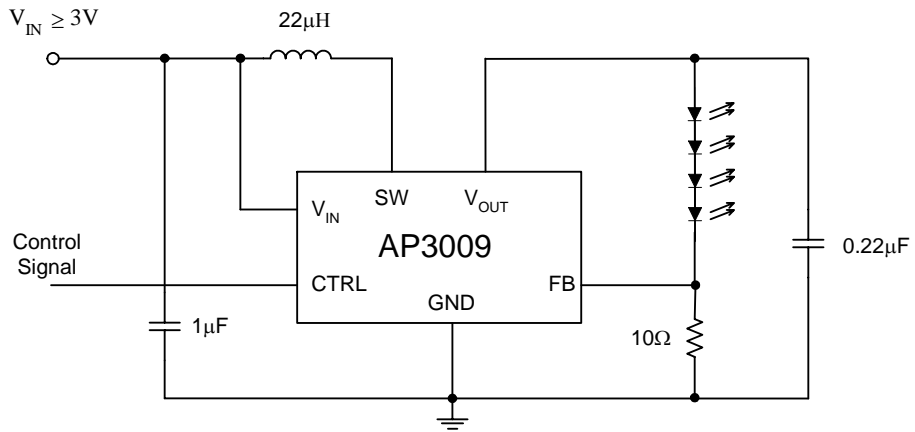 V_IN ≥ 3V
22μH
SW
V_OUT
V_IN
AP3009
Control
Signal
CTRL
FB
GND
0.22μF
1μF
10Ω